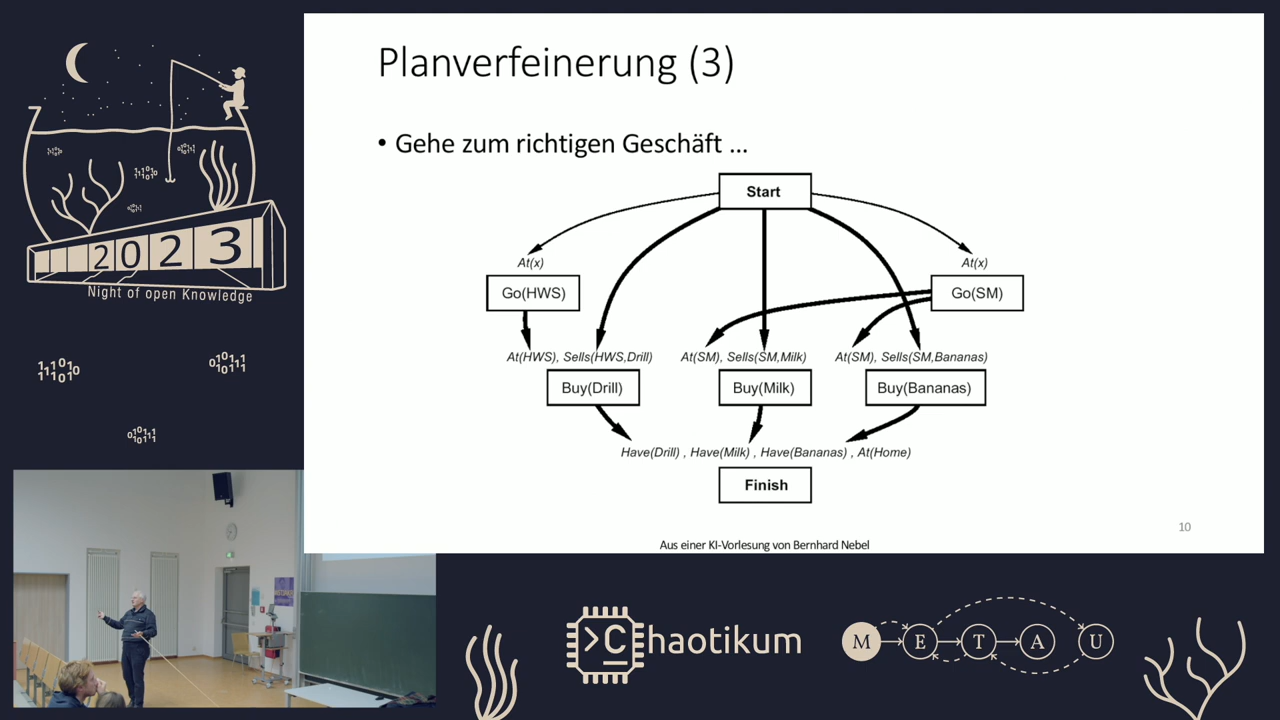 Planverfeinerung (3)
• Gehe zum richtigen Geschäft ...
Start
At(x)
At(x)
Go(HWS)
Go(SM)
At(HWS), Sells(HWS,Drill)
At(SM), Sells(SM,Milk)
At(SM), Sells(SM,Bananas)
Buy(Drill)
Buy(Milk)
Buy(Bananas)
Have(Drill) , Have(Milk) , Have(Bananas) , At(Home)
Finish
10
Aus einer KI-Vorlesung von Bernhard Nebel
2023
Night of open Knowledge
>C haotikum
M E T A U